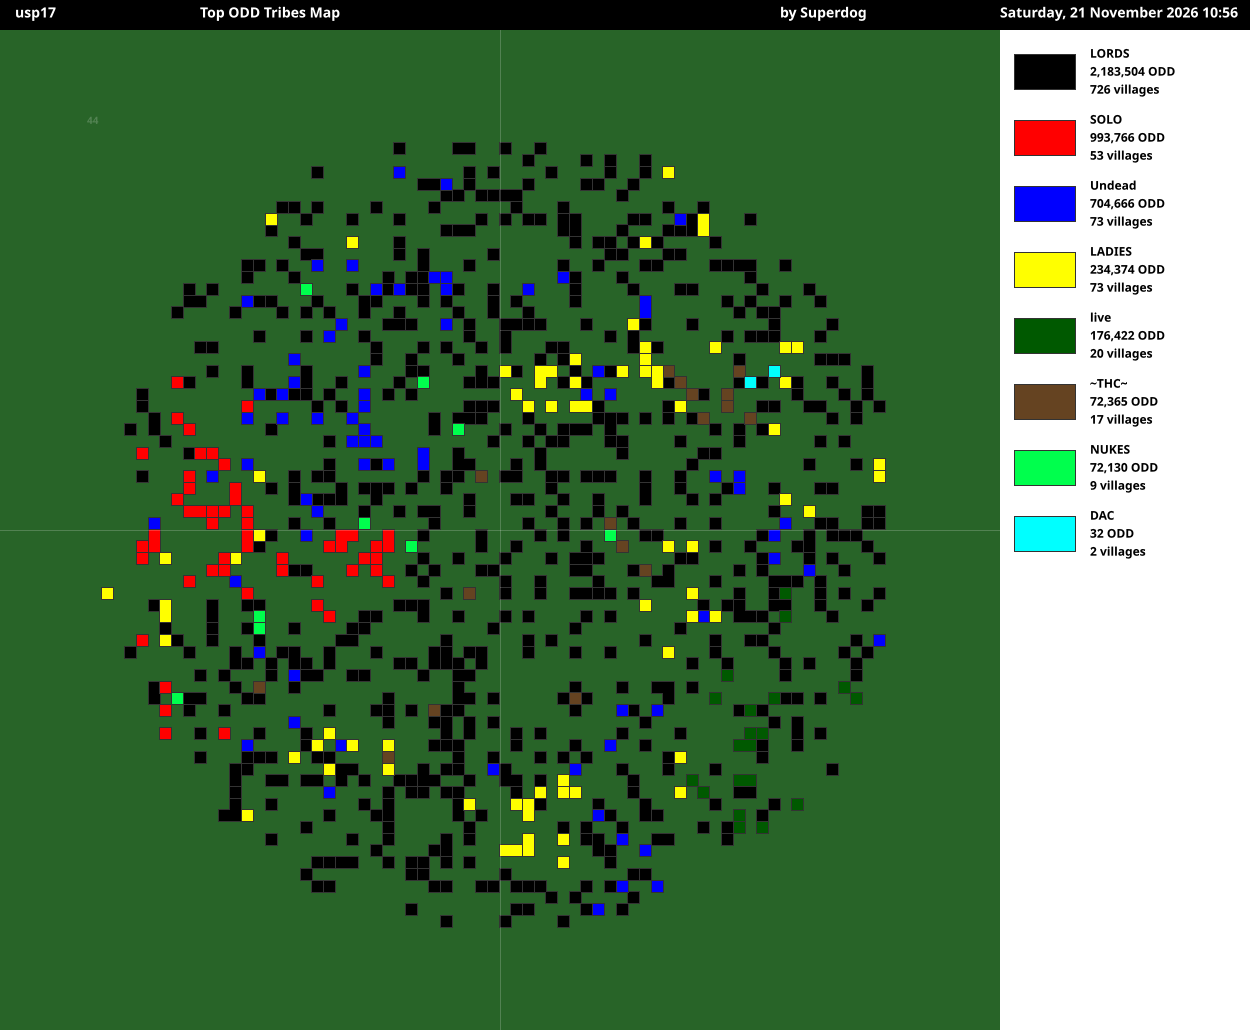 usp17 Top ODD Tribes Map by Superdog Saturday, 21 November 2026 10:56
44
LORDS
2,183,504 ODD
726 villages
SOLO
993,766 ODD
53 villages
Undead
704,666 ODD
73 villages
LADIES
234,374 ODD
73 villages
live
176,422 ODD
20 villages
~THC~
72,365 ODD
17 villages
NUKES
72,130 ODD
9 villages
DAC
32 ODD
2 villages